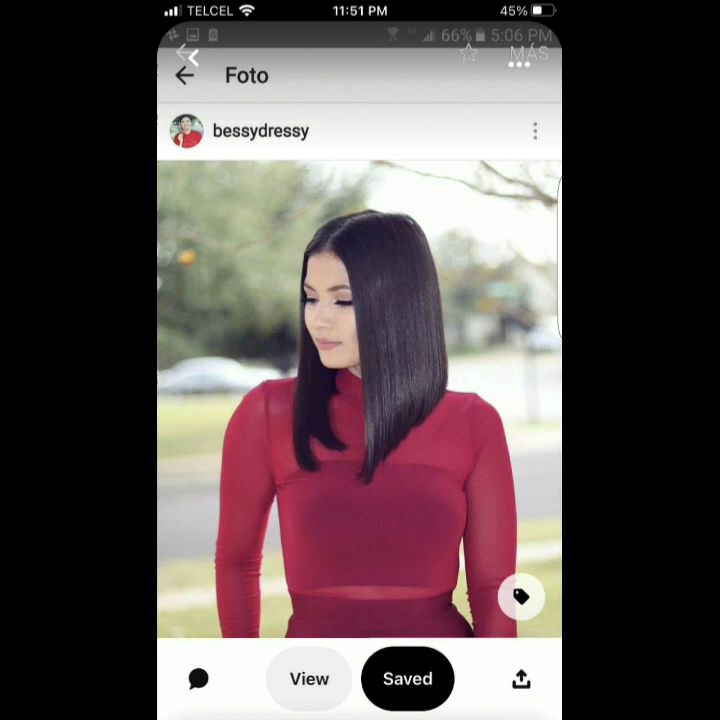 TELCEL 11:51 PM 45%
66% 5:06 PM
MÁS
Foto
bessydressy
View Saved